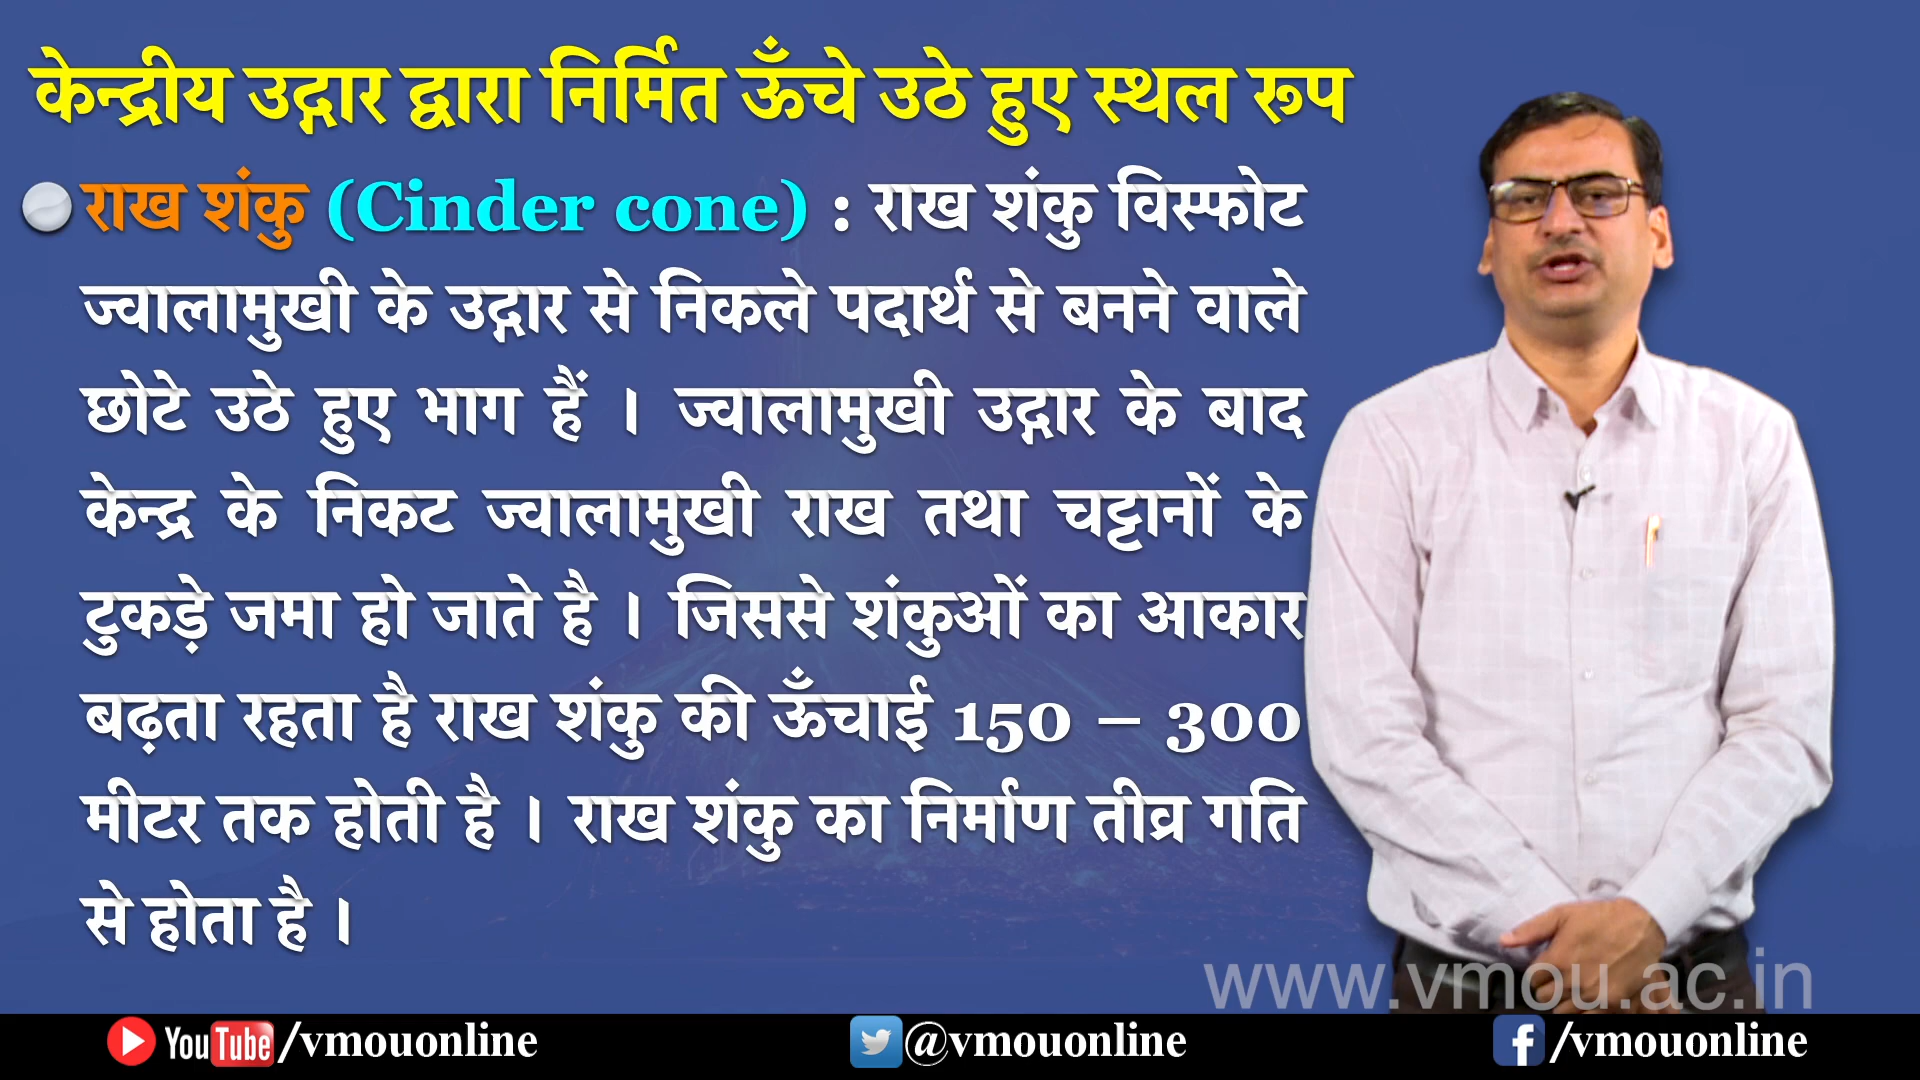 केन्द्रीय उद्गार द्वारा निर्मित ऊँचे उठे हुए स्थल रूप
राख शंकु (Cinder cone) : राख शंकु विस्फोट
ज्वालामुखी के उद्गार से निकले पदार्थ से बनने वाले
छोटे उठे हुए भाग हैं । ज्वालामुखी उद्गार के बाद
केन्द्र के निकट ज्वालामुखी राख तथा चट्टानों के
टुकड़े जमा हो जाते है । जिससे शंकुओं का आकार
बढ़ता रहता है राख शंकु की ऊँचाई 150 – 300
मीटर तक होती है । राख शंकु का निर्माण तीव्र गति
से होता है ।
www.vmou.ac.in
YouTube /vmouonline
@vmouonline
f /vmouonline